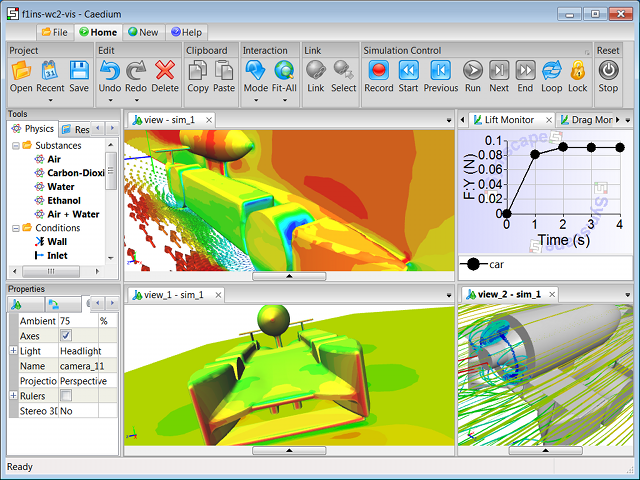 f1ins-wc2-vis - Caedium
File Home New Help
Project Edit Clipboard Interaction Link Simulation Control Reset
Open Recent Save Undo Redo Delete Copy Paste Mode Fit-All Link Select Record Start Previous Run Next End Loop Lock Stop
Tools
Physics Res
Substances
Air
Carbon-Dioxi
Water
Ethanol
Air + Water
Conditions
Wall
Inlet
view - sim_1
Lift Monitor Drag Mon
F:Y (N)
0.1
0.08
0.06
0.04
0.02
0
0 1 2 3 4
Time (s)
car
Properties
Ambient 75 %
Axes
Light Headlight
Name camera_11
Projectio Perspective
Rulers
Stereo 3D No
view_1 - sim_1
view_2 - sim_1
Ready